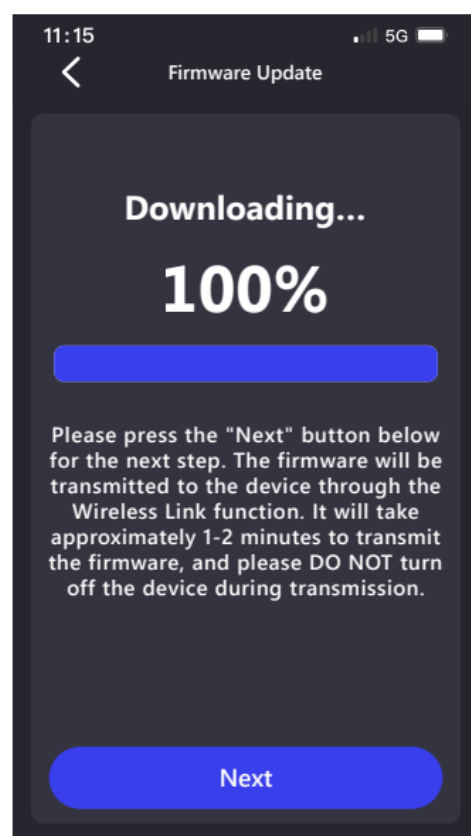 11:15
5G
Firmware Update
Downloading...
100%
Please press the "Next" button below
for the next step. The firmware will be
transmitted to the device through the
Wireless Link function. It will take
approximately 1-2 minutes to transmit
the firmware, and please DO NOT turn
off the device during transmission.
Next